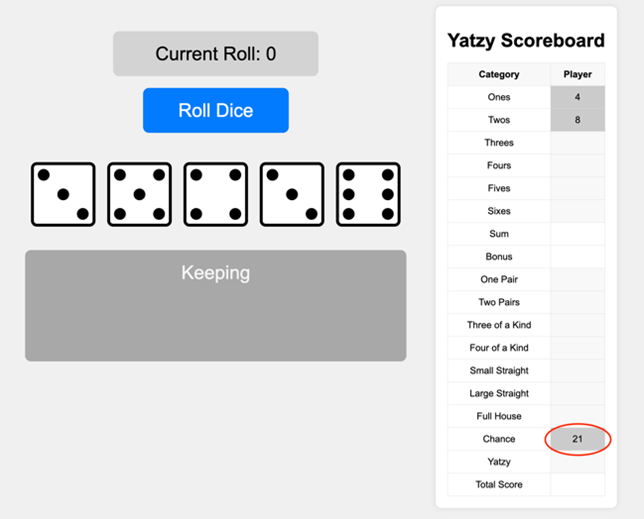 Current Roll: 0
Roll Dice
Keeping
Yatzy Scoreboard
Category Player
Ones 4
Twos 8
Threes
Fours
Fives
Sixes
Sum
Bonus
One Pair
Two Pairs
Three of a Kind
Four of a Kind
Small Straight
Large Straight
Full House
Chance 21
Yatzy
Total Score